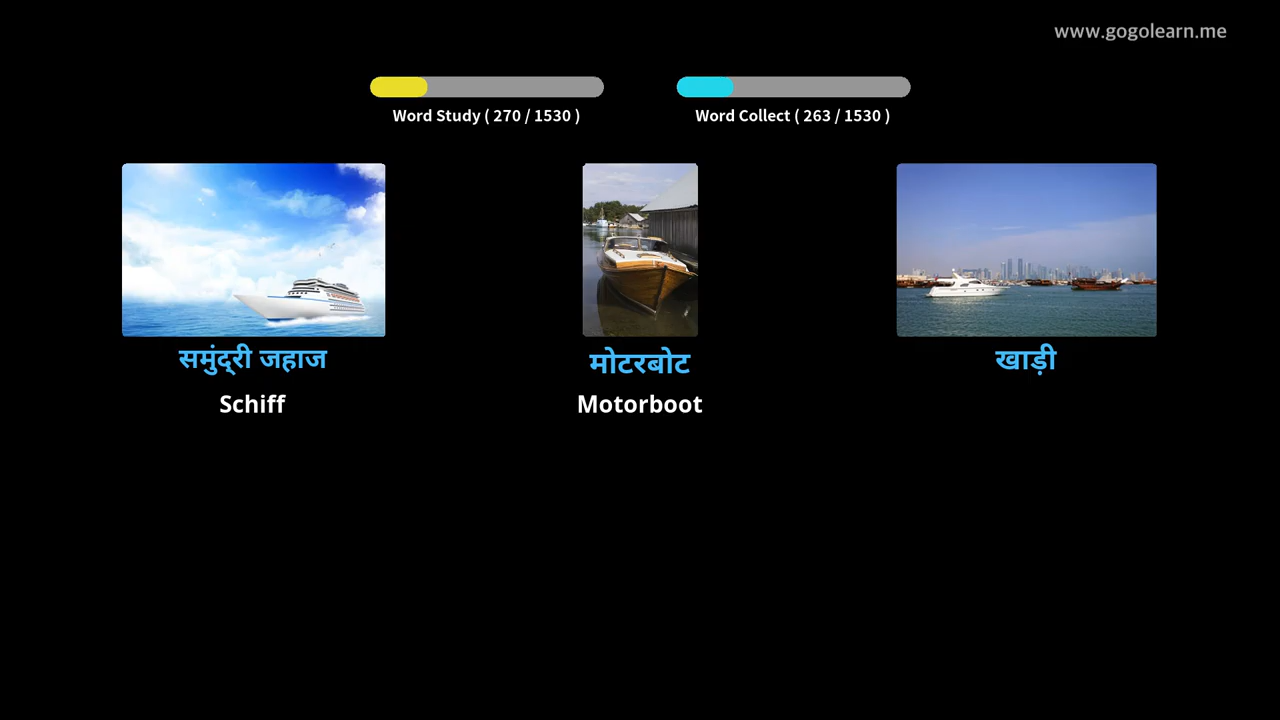 www.gogolearn.me
Word Study ( 270 / 1530 )
Word Collect ( 263 / 1530 )
समुंद्री जहाज
मोटरबोट
खाड़ी
Schiff
Motorboot